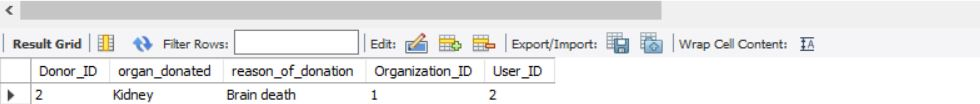 Result Grid Filter Rows: Edit: Export/Import: Wrap Cell Content: IA
Donor_ID organ_donated reason_of_donation Organization_ID User_ID
2 Kidney Brain death 1 2